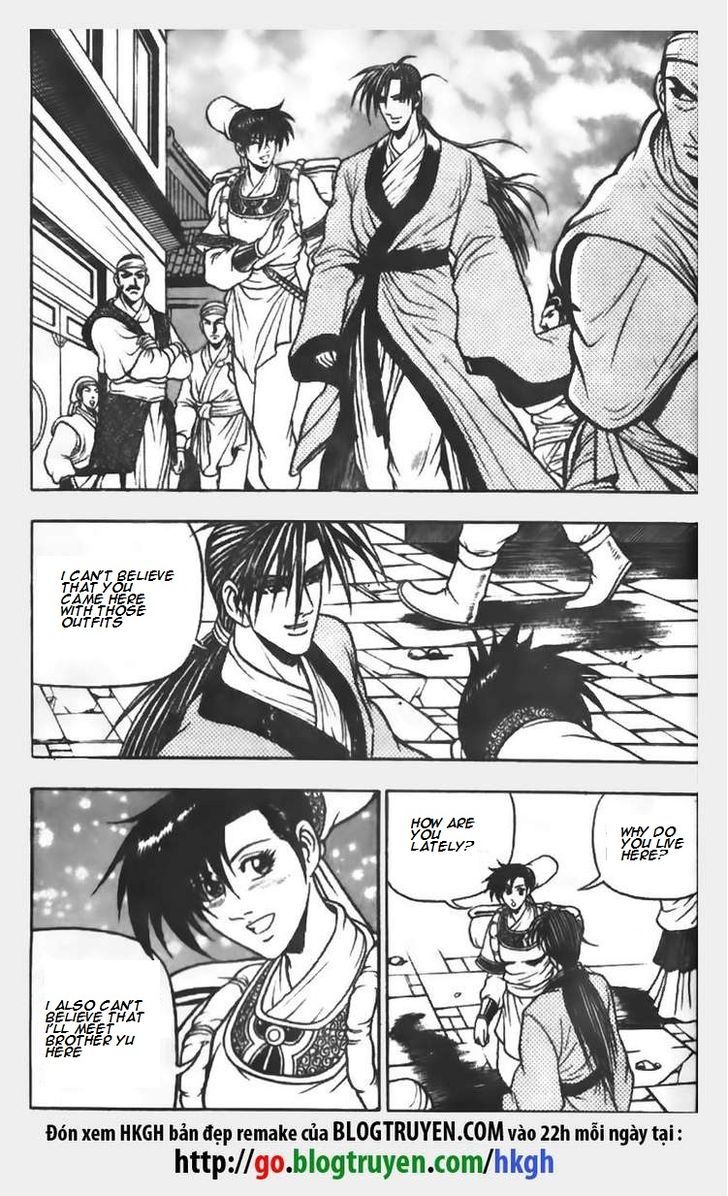 I CAN'T BELIEVE
THAT YOU
CAME HERE
WITH THOSE
OUTFITS
I ALSO CAN'T
BELIEVE THAT
I'LL MEET
BROTHER YU
HERE
HOW ARE
YOU
LATELY?
WHY DO
YOU LIVE
HERE?
Đón xem HKGH bản đẹp remake của BLOGTRUYEN.COM vào 22h mỗi ngày tại :
http://go.blogtruyen.com/hkgh